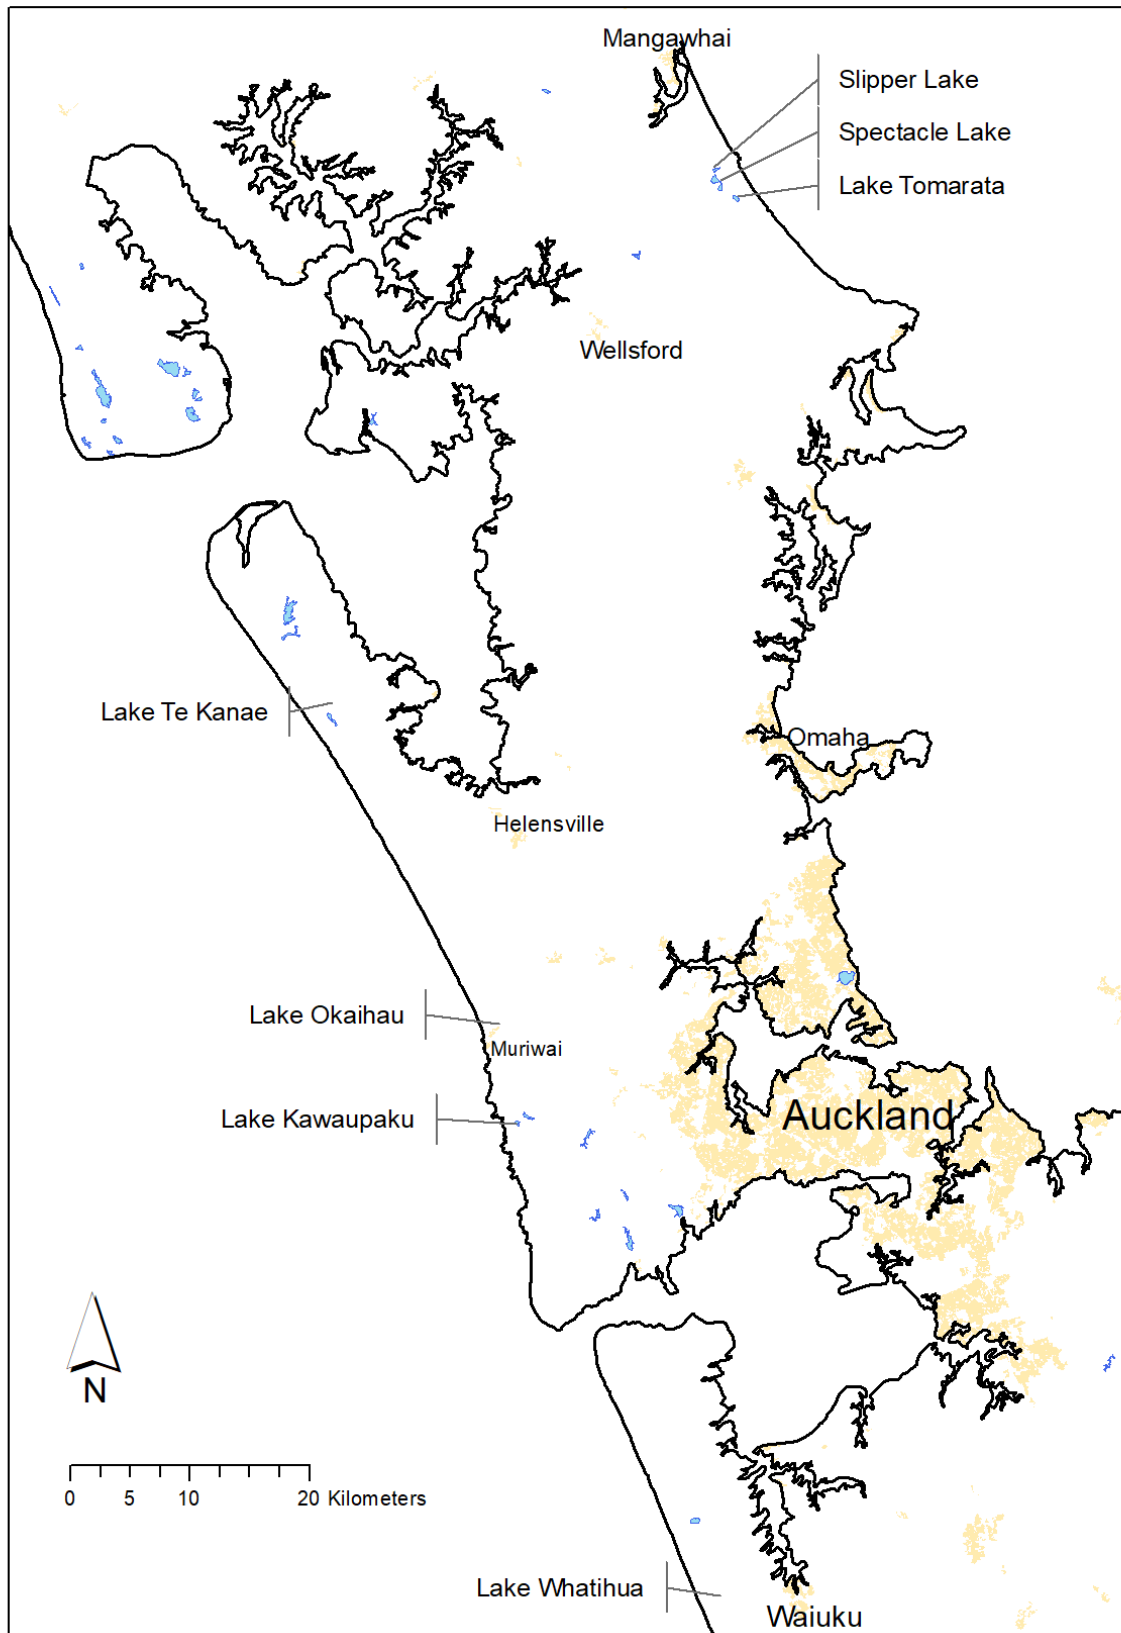 Mangawhai
Slipper Lake
Spectacle Lake
Lake Tomarata
Wellsford
Lake Te Kanae
Omaha
Helensville
Lake Okaihau
Muriwai
Lake Kawaupaku
Auckland
N
0 5 10 20 Kilometers
Lake Whatihua
Waiuku